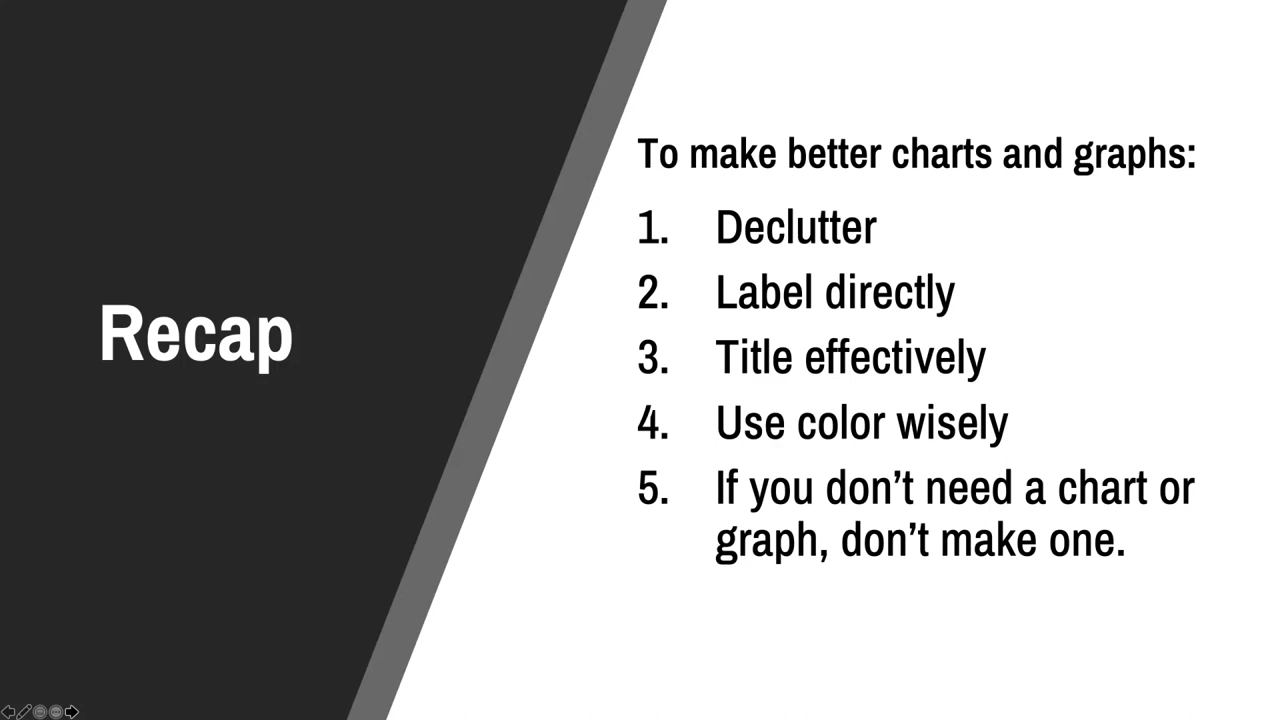 Recap
To make better charts and graphs:
1. Declutter
2. Label directly
3. Title effectively
4. Use color wisely
5. If you don’t need a chart or
graph, don’t make one.